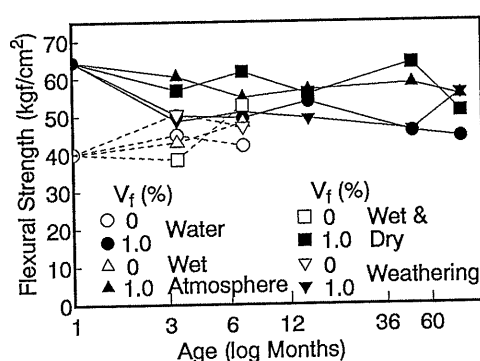 Flexural Strength (kgf/cm²)
70
60
50
40
30
20
10
0
V_f (%)
0 Water
1.0
0 Wet
1.0 Atmosphere
V_f (%)
0 Wet &
1.0 Dry
0 Weathering
1.0
1 3 6 12 36 60
Age (log Months)